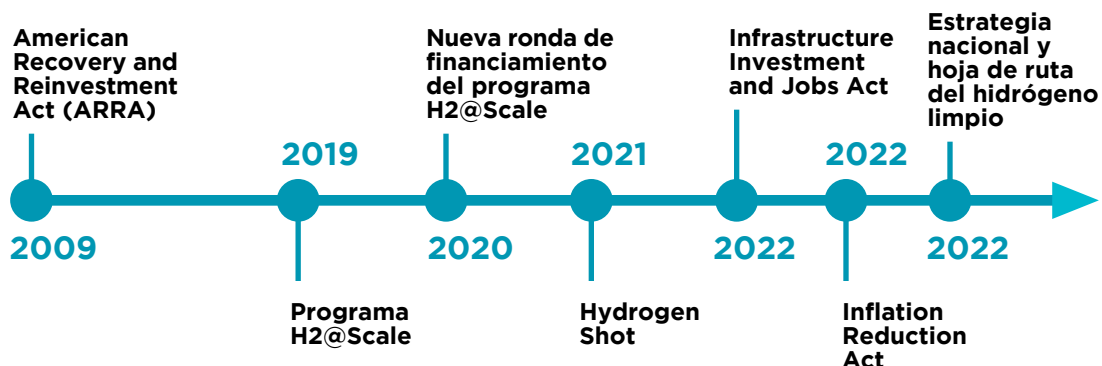 American
Recovery and
Reinvestment
Act (ARRA)
2009
2019
Programa
H2@Scale
Nueva ronda de
financiamiento
del programa
H2@Scale
2020
2021
Hydrogen
Shot
Infrastructure
Investment
and Jobs Act
2022
2022
Inflation
Reduction
Act
Estrategia
nacional y
hoja de ruta
del hidrógeno
limpio
2022